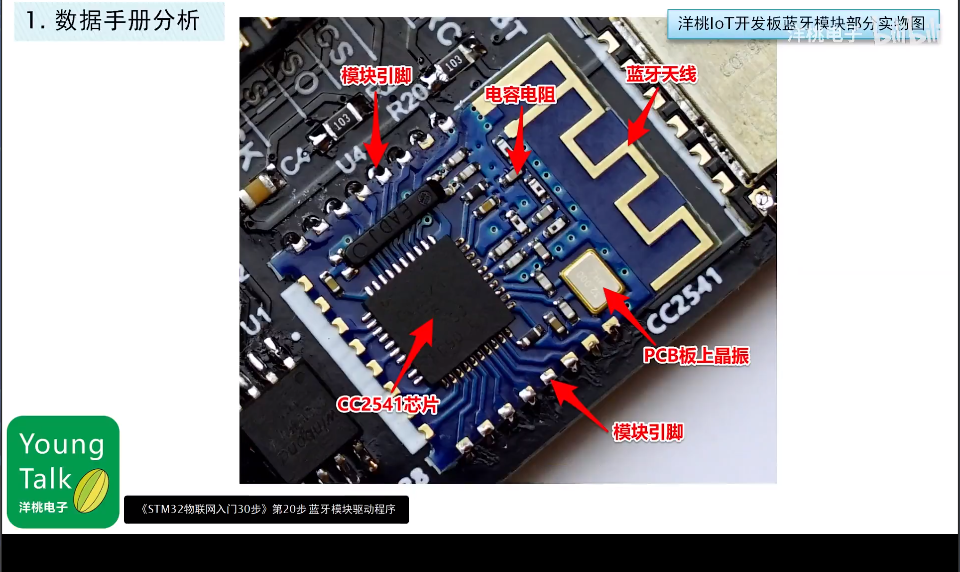 1. 数据手册分析
洋桃IoT开发板蓝牙模块部分实物图
洋桃电子 bilibili
模块引脚
电容电阻
蓝牙天线
103
R20
103
C4
U4
U1
CC2541
PCB板上晶振
CC2541芯片
模块引脚
Young
Talk
洋桃电子
《STM32物联网入门30步》第20步 蓝牙模块驱动程序